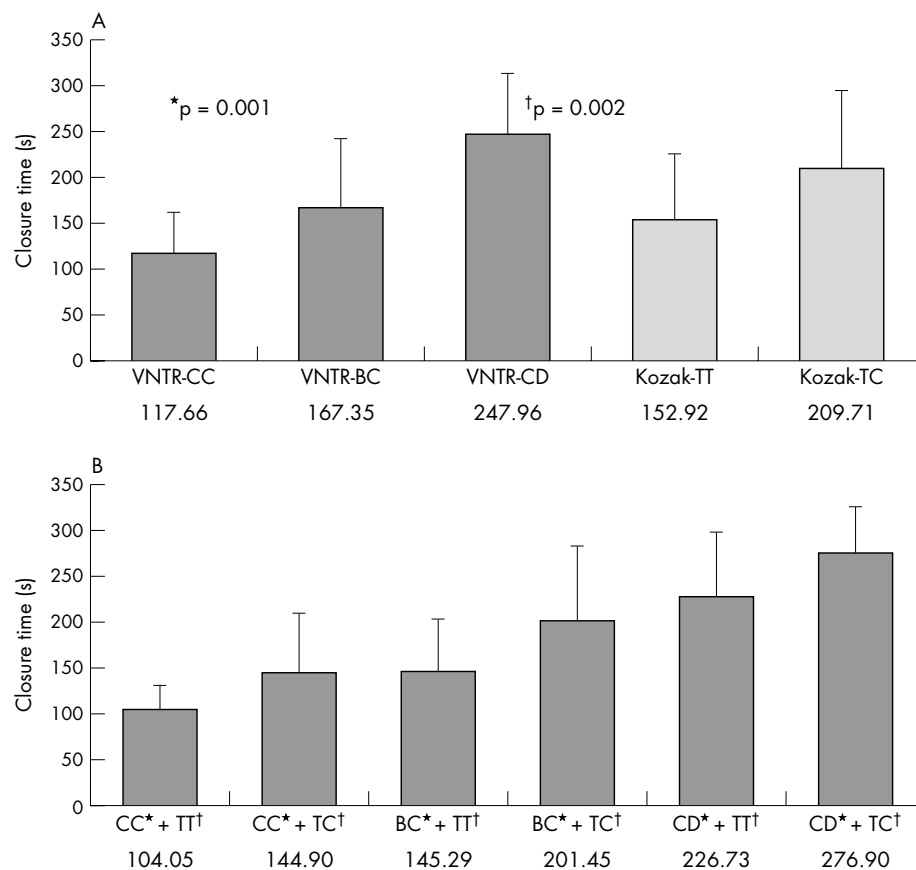 A
350
300
250
200
150
100
50
0
Closure time (s)
★p = 0.001
†p = 0.002
VNTR-CC VNTR-BC VNTR-CD Kozak-TT Kozak-TC
117.66 167.35 247.96 152.92 209.71
B
350
300
250
200
150
100
50
0
Closure time (s)
CC★ + TT† CC★ + TC† BC★ + TT† BC★ + TC† CD★ + TT† CD★ + TC†
104.05 144.90 145.29 201.45 226.73 276.90